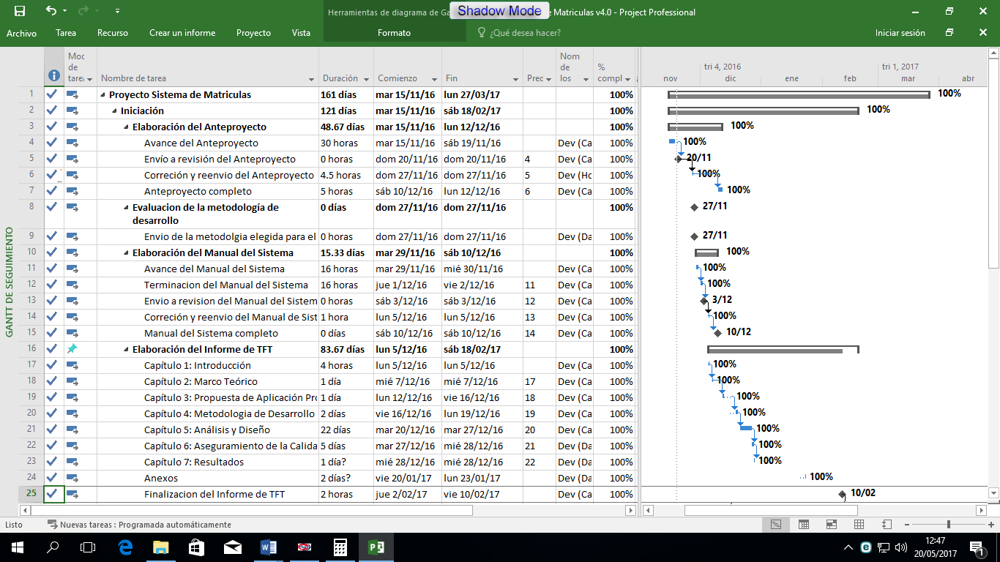 Herramientas de diagrama de Ga
Shadow Mode
de Matriculas v4.0 - Project Professional
Archivo Tarea Recurso Crear un informe Proyecto Vista Formato ¿Qué desea hacer? Iniciar sesión
Modo de tarea Nombre de tarea Duración Comienzo Fin Prec Nom de los % compl
tri 4, 2016 tri 1, 2017
nov dic ene feb mar abr
GANTT DE SEGUIMIENTO
1 Proyecto Sistema de Matriculas 161 días mar 15/11/16 lun 27/03/17 100% 100%
2 Iniciación 121 días mar 15/11/16 sáb 18/02/17 100% 100%
3 Elaboración del Anteproyecto 48.67 días mar 15/11/16 lun 12/12/16 100% 100%
4 Avance del Anteproyecto 30 horas mar 15/11/16 sáb 19/11/16 Dev (Ca 100% 100%
5 Envío a revisión del Anteproyecto 0 horas dom 20/11/16 dom 20/11/16 4 Dev (Ca 100% 20/11
6 Correción y reenvio del Anteproyecto 4.5 horas dom 27/11/16 dom 27/11/16 5 Dev (Hc 100% 100%
7 Anteproyecto completo 5 horas sáb 10/12/16 lun 12/12/16 6 Dev (Ca 100% 100%
8 Evaluacion de la metodología de desarrollo 0 días dom 27/11/16 dom 27/11/16 100% 27/11
9 Envio de la metodolgia elegida para el 0 horas dom 27/11/16 dom 27/11/16 Dev (Da 100% 27/11
10 Elaboración del Manual del Sistema 15.33 días mar 29/11/16 sáb 10/12/16 100% 100%
11 Avance del Manual del Sistema 16 horas mar 29/11/16 mié 30/11/16 Dev (Ca 100% 100%
12 Terminacion del Manual del Sistema 16 horas jue 1/12/16 vie 2/12/16 11 Dev (Ca 100% 100%
13 Envio a revision del Manual del Sistem 0 horas sáb 3/12/16 sáb 3/12/16 12 Dev (Ca 100% 3/12
14 Correción y reenvio del Manual de Sist 1 hora lun 5/12/16 lun 5/12/16 13 Dev (Ca 100% 100%
15 Manual del Sistema completo 0 días sáb 10/12/16 sáb 10/12/16 14 Dev (Ca 100% 10/12
16 Elaboración del Informe de TFT 83.67 días lun 5/12/16 sáb 18/02/17 100%
17 Capítulo 1: Introducción 4 horas lun 5/12/16 lun 5/12/16 Dev (Ca 100% 100%
18 Capítulo 2: Marco Teórico 1 día mié 7/12/16 mié 7/12/16 17 Dev (Ca 100% 100%
19 Capítulo 3: Propuesta de Aplicación Pro 1 día lun 12/12/16 vie 16/12/16 18 Dev (Ca 100% 100%
20 Capítulo 4: Metodologia de Desarrollo 2 días vie 16/12/16 lun 19/12/16 19 Dev (Ca 100% 100%
21 Capítulo 5: Análisis y Diseño 22 días mar 20/12/16 mar 27/12/16 20 Dev (Ca 100% 100%
22 Capítulo 6: Aseguramiento de la Calida 5 días mar 27/12/16 mié 28/12/16 21 Dev (Da 100% 100%
23 Capítulo 7: Resultados 1 día? mié 28/12/16 mié 28/12/16 22 Dev (Da 100% 100%
24 Anexos 2 días? vie 20/01/17 lun 23/01/17 Dev (Da 100% 100%
25 Finalizacion del Informe de TFT 2 horas jue 2/02/17 vie 10/02/17 Dev (Ca 100% 10/02
Listo Nuevas tareas : Programada automáticamente
12:47
20/05/2017
1